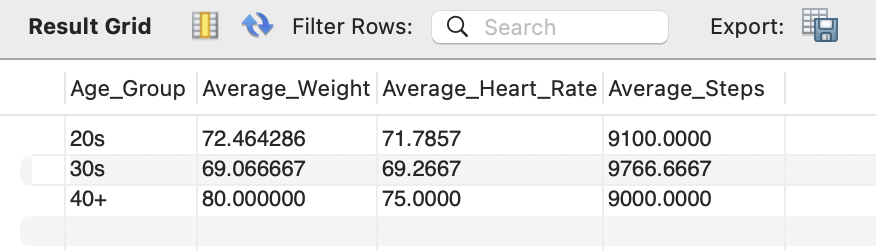 Result Grid Filter Rows: Search Export:
Age_Group Average_Weight Average_Heart_Rate Average_Steps
20s 72.464286 71.7857 9100.0000
30s 69.066667 69.2667 9766.6667
40+ 80.000000 75.0000 9000.0000